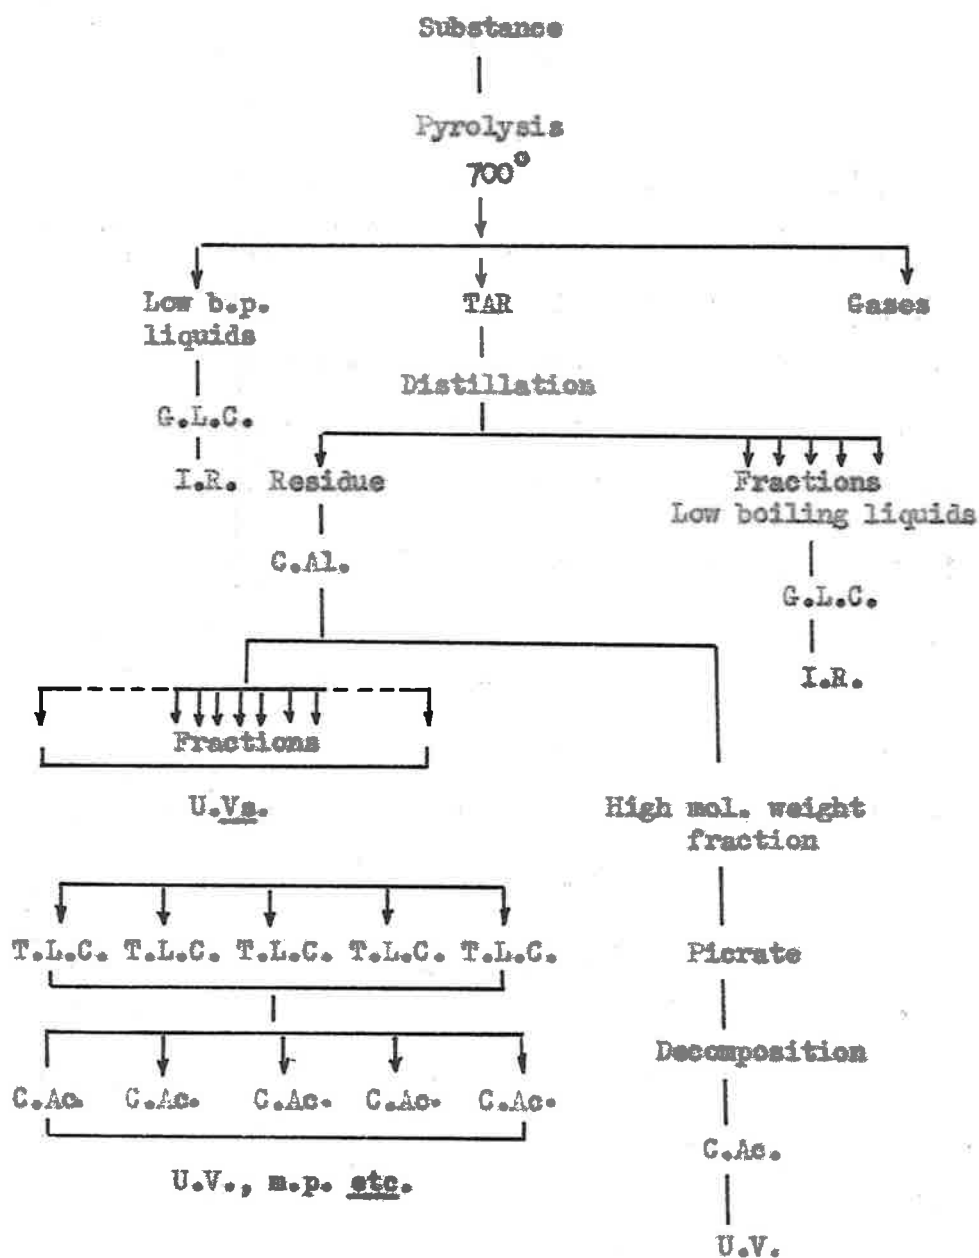 Substance
Pyrolysis
700°
Low b.p.
liquids
TAR
Gases
Distillation
G.L.C.
I.R.
Residue
Fractions
Low boiling liquids
C.Al.
G.L.C.
I.R.
Fractions
U.Vs.
High mol. weight
fraction
T.L.C. T.L.C. T.L.C. T.L.C. T.L.C.
Picrate
Decomposition
C.Ac. C.Ac. C.Ac. C.Ac. C.Ac.
C.Ac.
U.V., m.p. etc.
U.V.